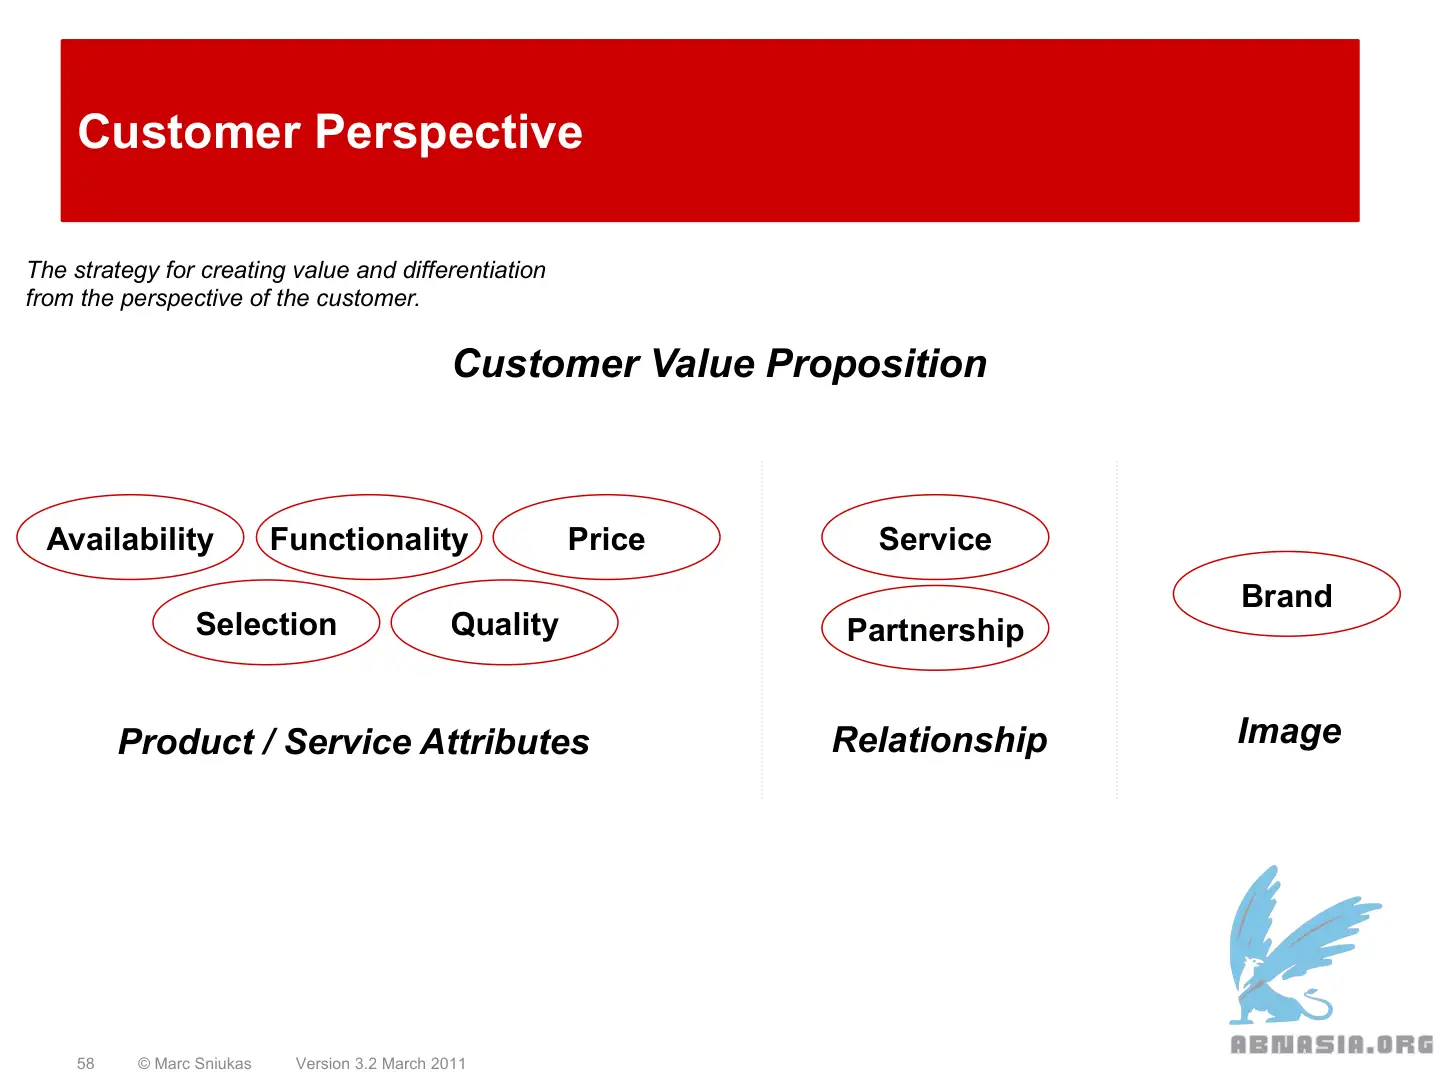 Customer Perspective
The strategy for creating value and differentiation
from the perspective of the customer.
Customer Value Proposition
Availability
Functionality
Price
Selection
Quality
Service
Partnership
Brand
Product / Service Attributes
Relationship
Image
ABNASIA.ORG
58 © Marc Sniukas Version 3.2 March 2011